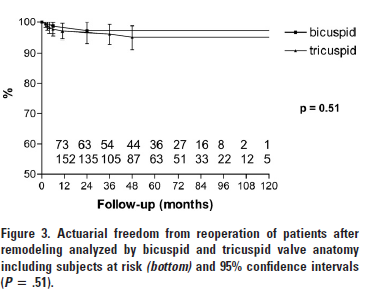 100
90
80
70
60
50
%
bicuspid
tricuspid
p = 0.51
73 63 54 44 36 27 16 8 2 1
152 135 105 87 63 51 33 22 12 5
0 12 24 36 48 60 72 84 96 108 120
Follow-up (months)
Figure 3. Actuarial freedom from reoperation of patients after
remodeling analyzed by bicuspid and tricuspid valve anatomy
including subjects at risk (bottom) and 95% confidence intervals
(P = .51).